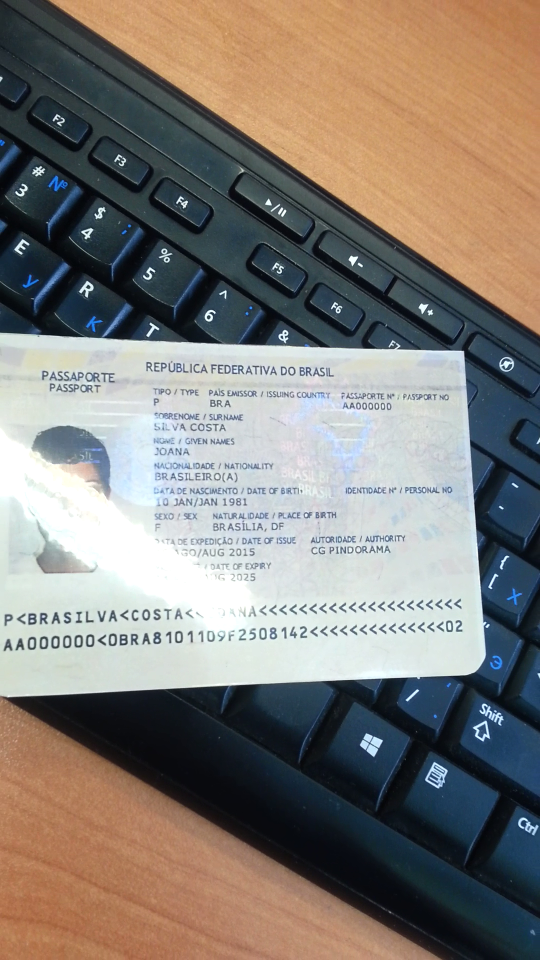 F2
F3
F4
F5
F6
F7
# № 3
$ ; 4
% 5
^ : 6
&
E у
R К
T
PASSAPORTE
PASSPORT
REPÚBLICA FEDERATIVA DO BRASIL
TIPO / TYPE PAÍS EMISSOR / ISSUING COUNTRY PASSAPORTE Nº / PASSPORT NO
P BRA AA000000
SOBRENOME / SURNAME
SILVA COSTA
NOME / GIVEN NAMES
JOANA
NACIONALIDADE / NATIONALITY
BRASILEIRO(A)
DATA DE NASCIMENTO / DATE OF BIRTH IDENTIDADE Nº / PERSONAL NO
10 JAN/JAN 1981
SEXO / SEX NATURALIDADE / PLACE OF BIRTH
F BRASÍLIA, DF
DATA DE EXPEDIÇÃO / DATE OF ISSUE AUTORIDADE / AUTHORITY
AGO/AUG 2015 CG PINDORAMA
/ DATE OF EXPIRY
AUG 2025
P<BRASILVA<COSTA<< ANA<<<<<<<<<<<<<<<<<<<<<<
AA000000<0BRA8101109F2508142<<<<<<<<<<<<<<02
{ [ Х
Э
Shift
Ctrl